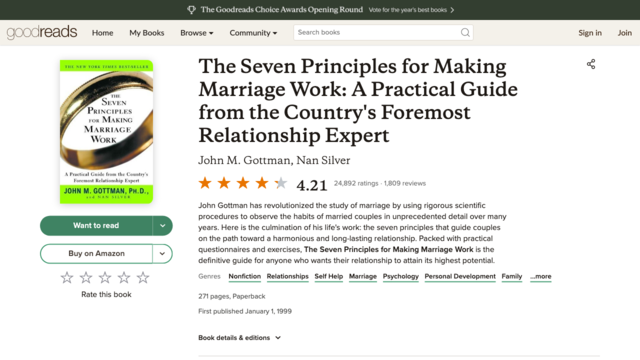 The Goodreads Choice Awards Opening Round Vote for the year's best books
goodreads Home My Books Browse Community Search books Sign in Join
THE NEW YORK TIMES BESTSELLER
THE
SEVEN
PRINCIPLES
FOR MAKING
MARRIAGE
WORK
A Practical Guide from the Country's
Foremost Relationship Expert
JOHN M. GOTTMAN, PH.D.,
AND NAN SILVER
Want to read
Buy on Amazon
Rate this book
The Seven Principles for Making
Marriage Work: A Practical Guide
from the Country's Foremost
Relationship Expert
John M. Gottman, Nan Silver
4.21 24,892 ratings · 1,809 reviews
John Gottman has revolutionized the study of marriage by using rigorous scientific
procedures to observe the habits of married couples in unprecedented detail over many
years. Here is the culmination of his life's work: the seven principles that guide couples
on the path toward a harmonious and long-lasting relationship. Packed with practical
questionnaires and exercises, The Seven Principles for Making Marriage Work is the
definitive guide for anyone who wants their relationship to attain its highest potential.
Genres Nonfiction Relationships Self Help Marriage Psychology Personal Development Family ...more
271 pages, Paperback
First published January 1, 1999
Book details & editions